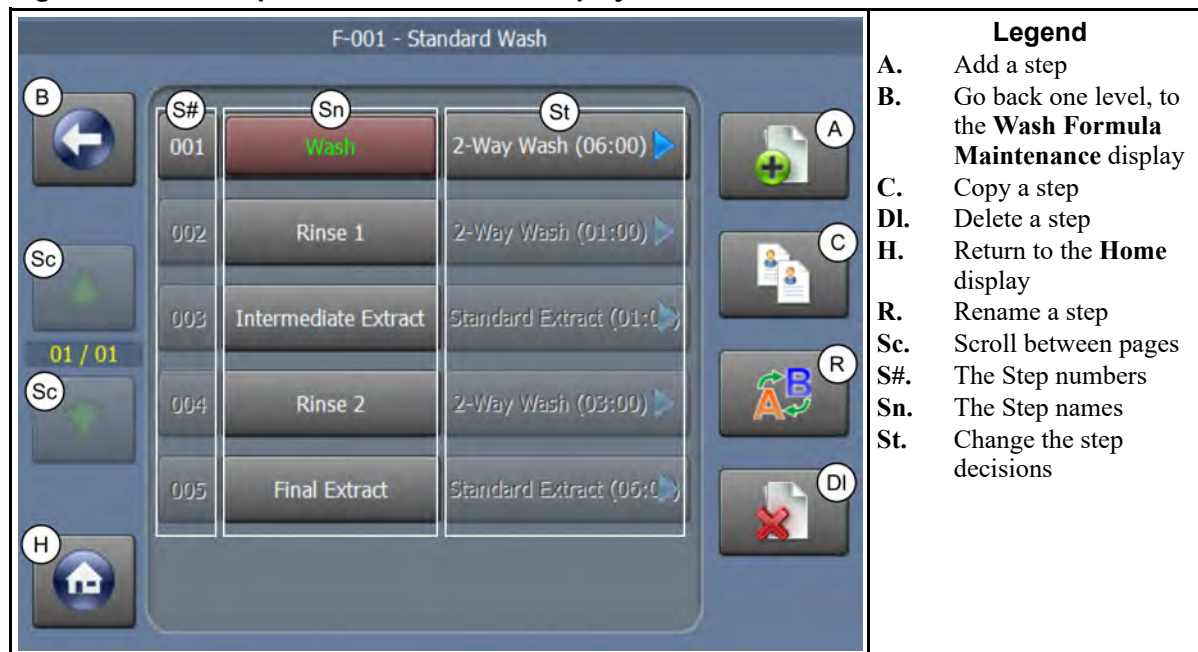 F-001 - Standard Wash
B
S#
Sn
St
A
001
Wash
2-Way Wash (06:00)
002
Rinse 1
2-Way Wash (01:00)
C
Sc
003
Intermediate Extract
Standard Extract (01:0
01 / 01
R
Sc
004
Rinse 2
2-Way Wash (03:00)
A
B
005
Final Extract
Standard Extract (06:0
Dl
H
Legend
A. Add a step
B. Go back one level, to
the Wash Formula
Maintenance display
C. Copy a step
Dl. Delete a step
H. Return to the Home
display
R. Rename a step
Sc. Scroll between pages
S#. The Step numbers
Sn. The Step names
St. Change the step
decisions